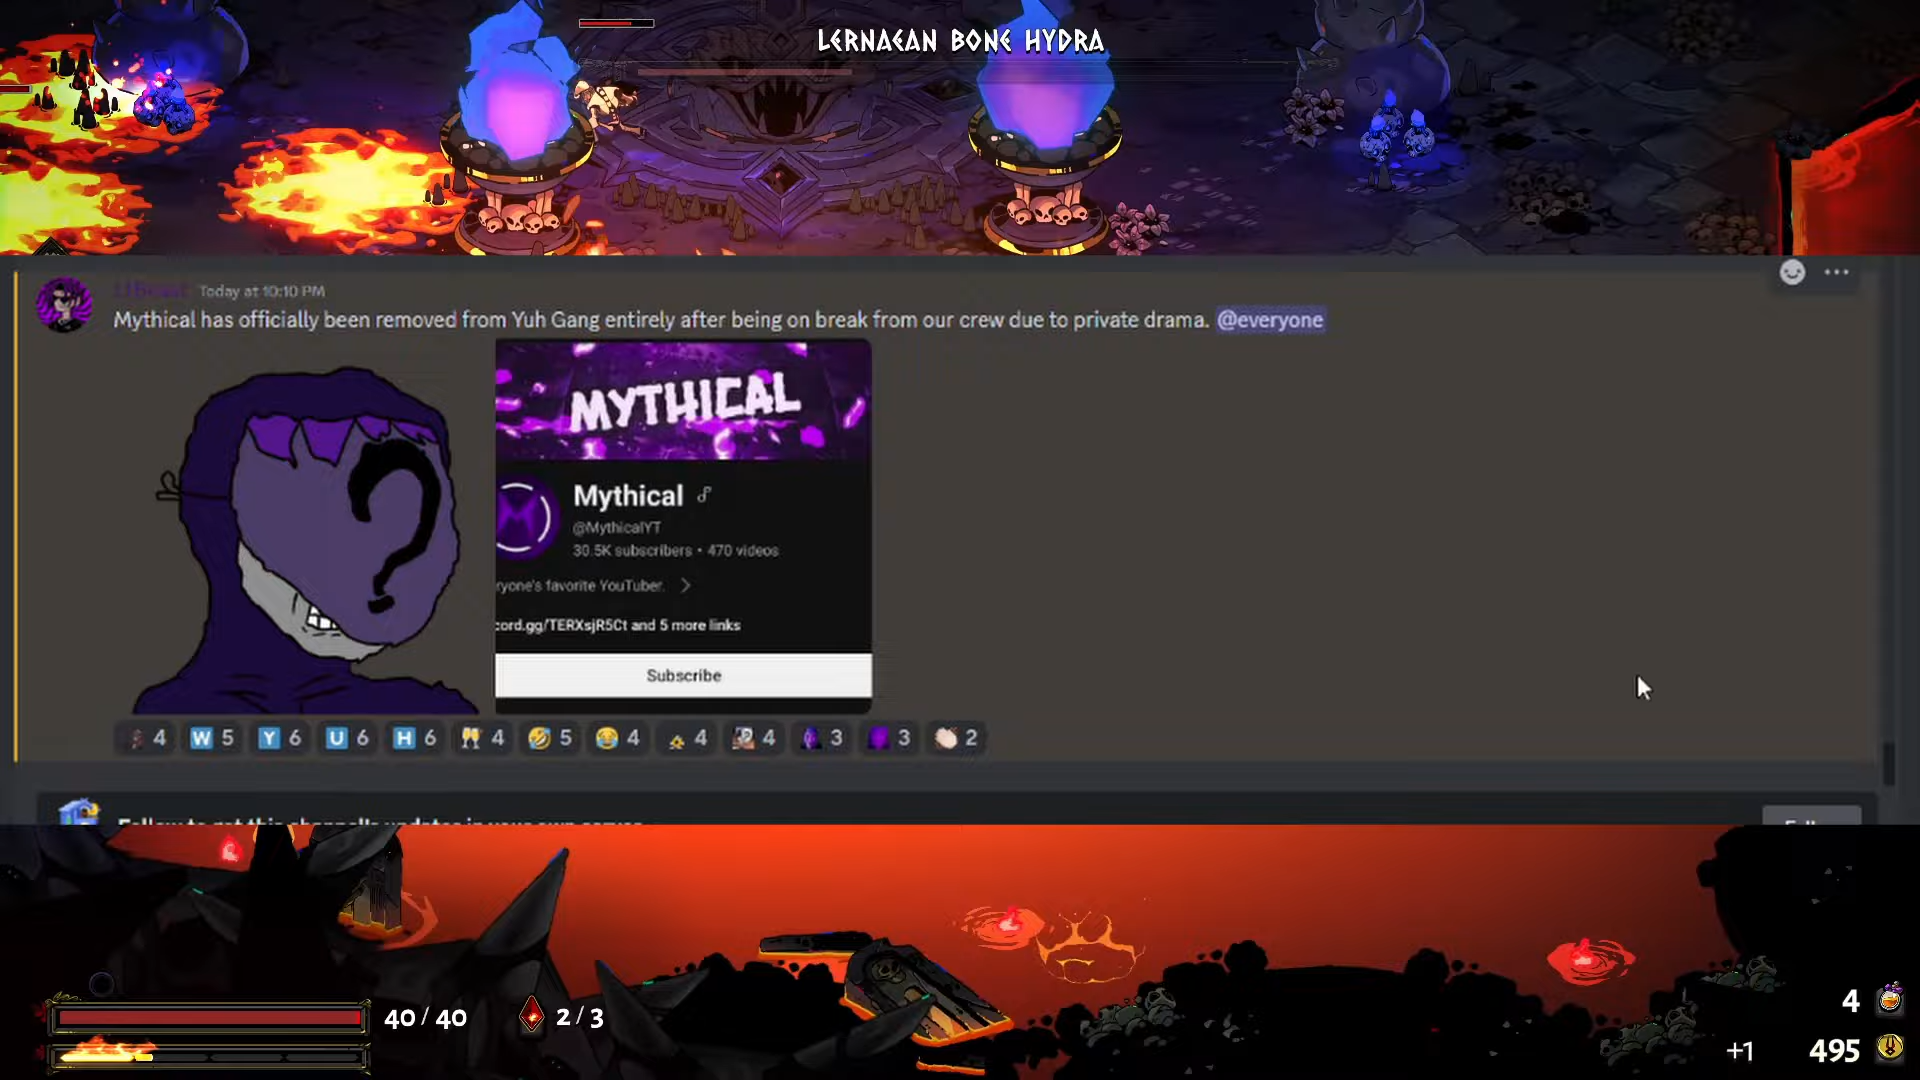 LERNAEAN BONE HYDRA
Today at 10:10 PM
Mythical has officially been removed from Yuh Gang entirely after being on break from our crew due to private drama. @everyone
MYTHICAL
Mythical
@MythicalYT
30.5K subscribers • 470 videos
ryone's favorite YouTuber.
cord.gg/TERXsjR5Ct and 5 more links
Subscribe
4 W 5 Y 6 U 6 H 6 4 5 4 4 4 3 3 2
40 / 40 2 / 3
4
+1 495